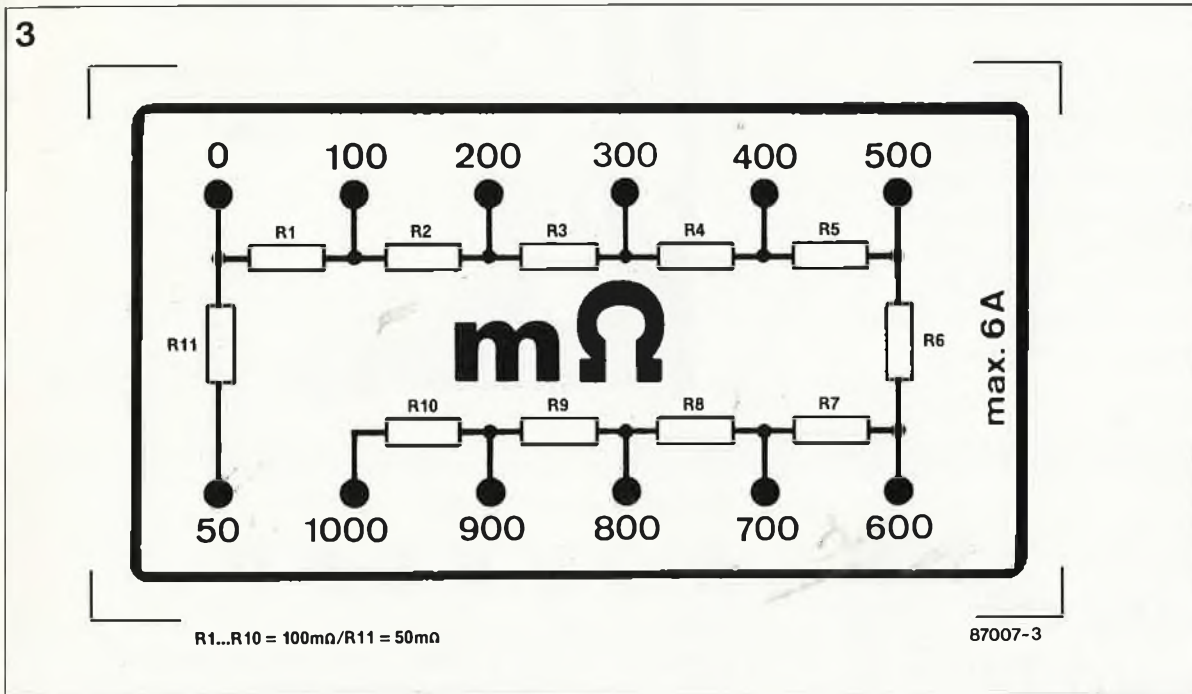 3
0 100 200 300 400 500
R1 R2 R3 R4 R5
R11 mΩ R6
max. 6A
R10 R9 R8 R7
50 1000 900 800 700 600
R1...R10 = 100mΩ/R11 = 50mΩ
87007-3